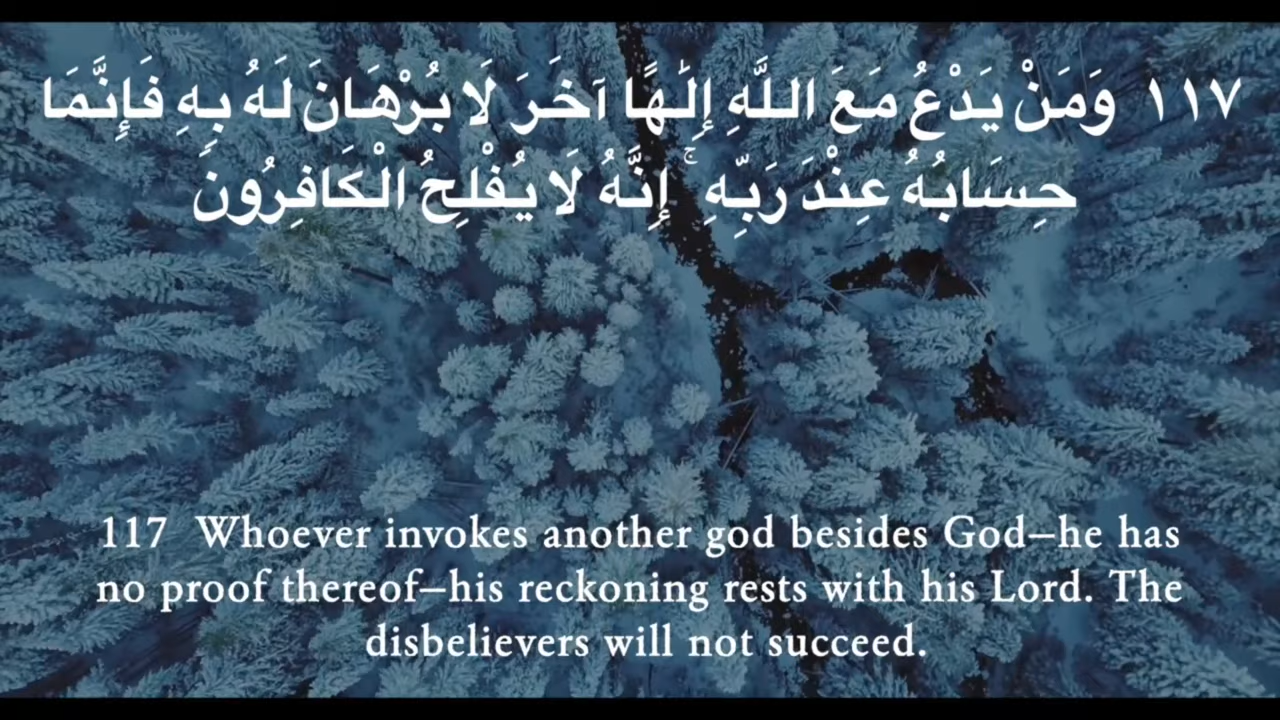 ١١٧ وَمَنْ يَدْعُ مَعَ اللَّهِ إِلَٰهًا آخَرَ لَا بُرْهَانَ لَهُ بِهِ فَإِنَّمَا
حِسَابُهُ عِنْدَ رَبِّهِ ۚ إِنَّهُ لَا يُفْلِحُ الْكَافِرُونَ
117 Whoever invokes another god besides God—he has
no proof thereof—his reckoning rests with his Lord. The
disbelievers will not succeed.